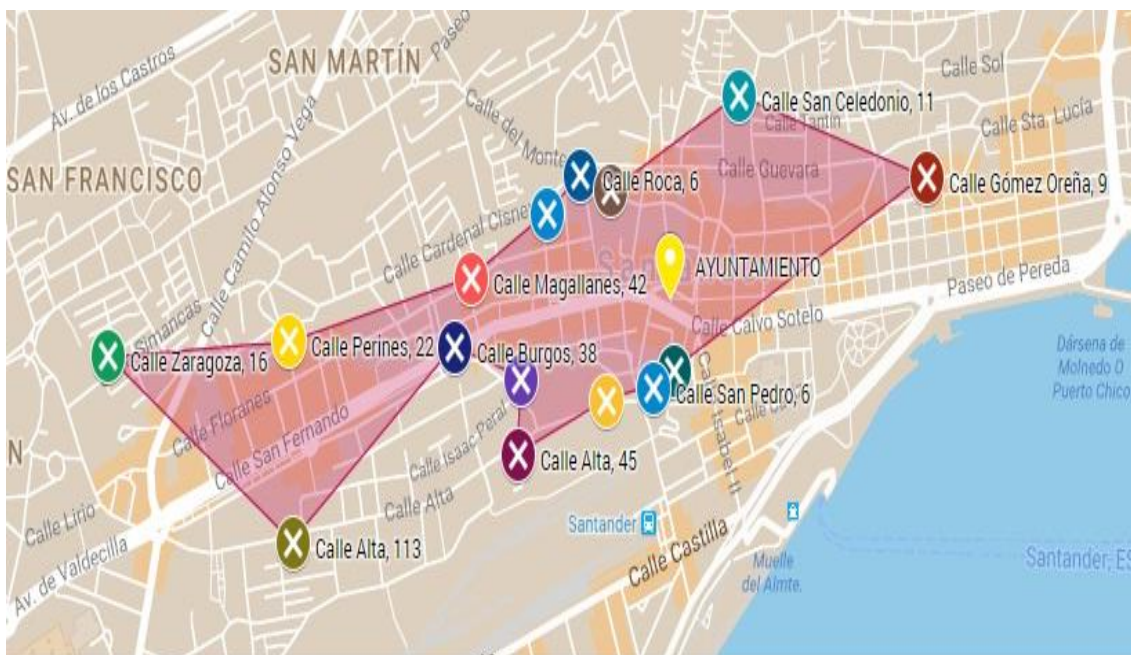 SAN MARTÍN
Paseo
Av. de los Castros
Calle Sol
Calle San Celedonio, 11
Calle Tantín
Calle Sta. Lucía
Calle del Monte
Calle Guevara
SAN FRANCISCO
Calle Camilo Alonso Vega
Calle Roca, 6
Calle Gómez Oreña, 9
Calle Cardenal Cisne
AYUNTAMIENTO
Paseo de Pereda
Calle Magallanes, 42
Calle Calvo Sotelo
Simancas
Calle Perines, 22
Calle Burgos, 38
Calle Zaragoza, 16
Dársena de
Molnedo O
Puerto Chico
Calle San Pedro, 6
Calle Floranes
Calle San Fernando
Calle Isaac Peral
Isabel II
N
Calle Alta, 45
Calle Alta
Calle Lirio
Santander
Calle Alta, 113
Av. de Valdecilla
Calle Castilla
Muelle
del Almte.
Santander, ES